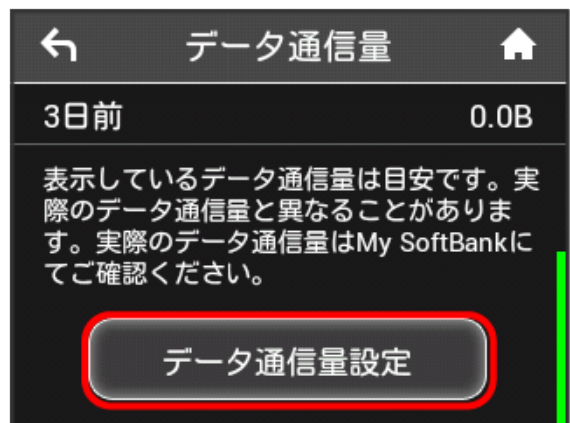 データ通信量
3日前 0.0B
表示しているデータ通信量は目安です。実
際のデータ通信量と異なることがありま
す。実際のデータ通信量はMy SoftBankに
てご確認ください。
データ通信量設定